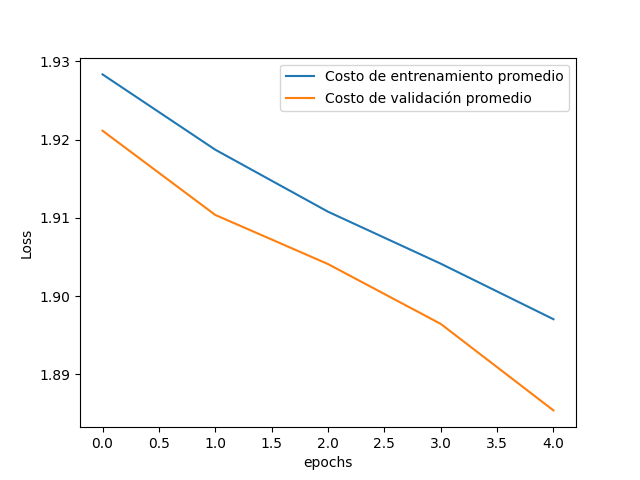 Costo de entrenamiento promedio
Costo de validación promedio
1.93
1.92
1.91
1.90
1.89
Loss
0.0 0.5 1.0 1.5 2.0 2.5 3.0 3.5 4.0
epochs